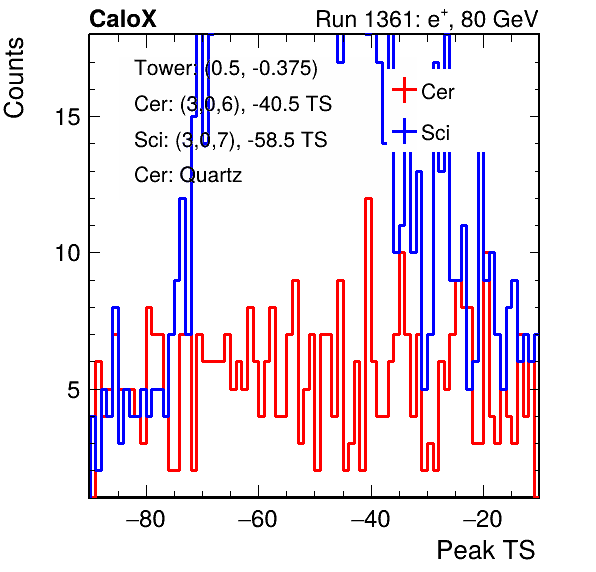 CaloX
Run 1361: e⁺, 80 GeV
Counts
Tower: (0.5, -0.375)
Cer: (3,0,6), -40.5 TS
Sci: (3,0,7), -58.5 TS
Cer: Quartz
Cer
Sci
15
10
5
−80
−60
−40
−20
Peak TS